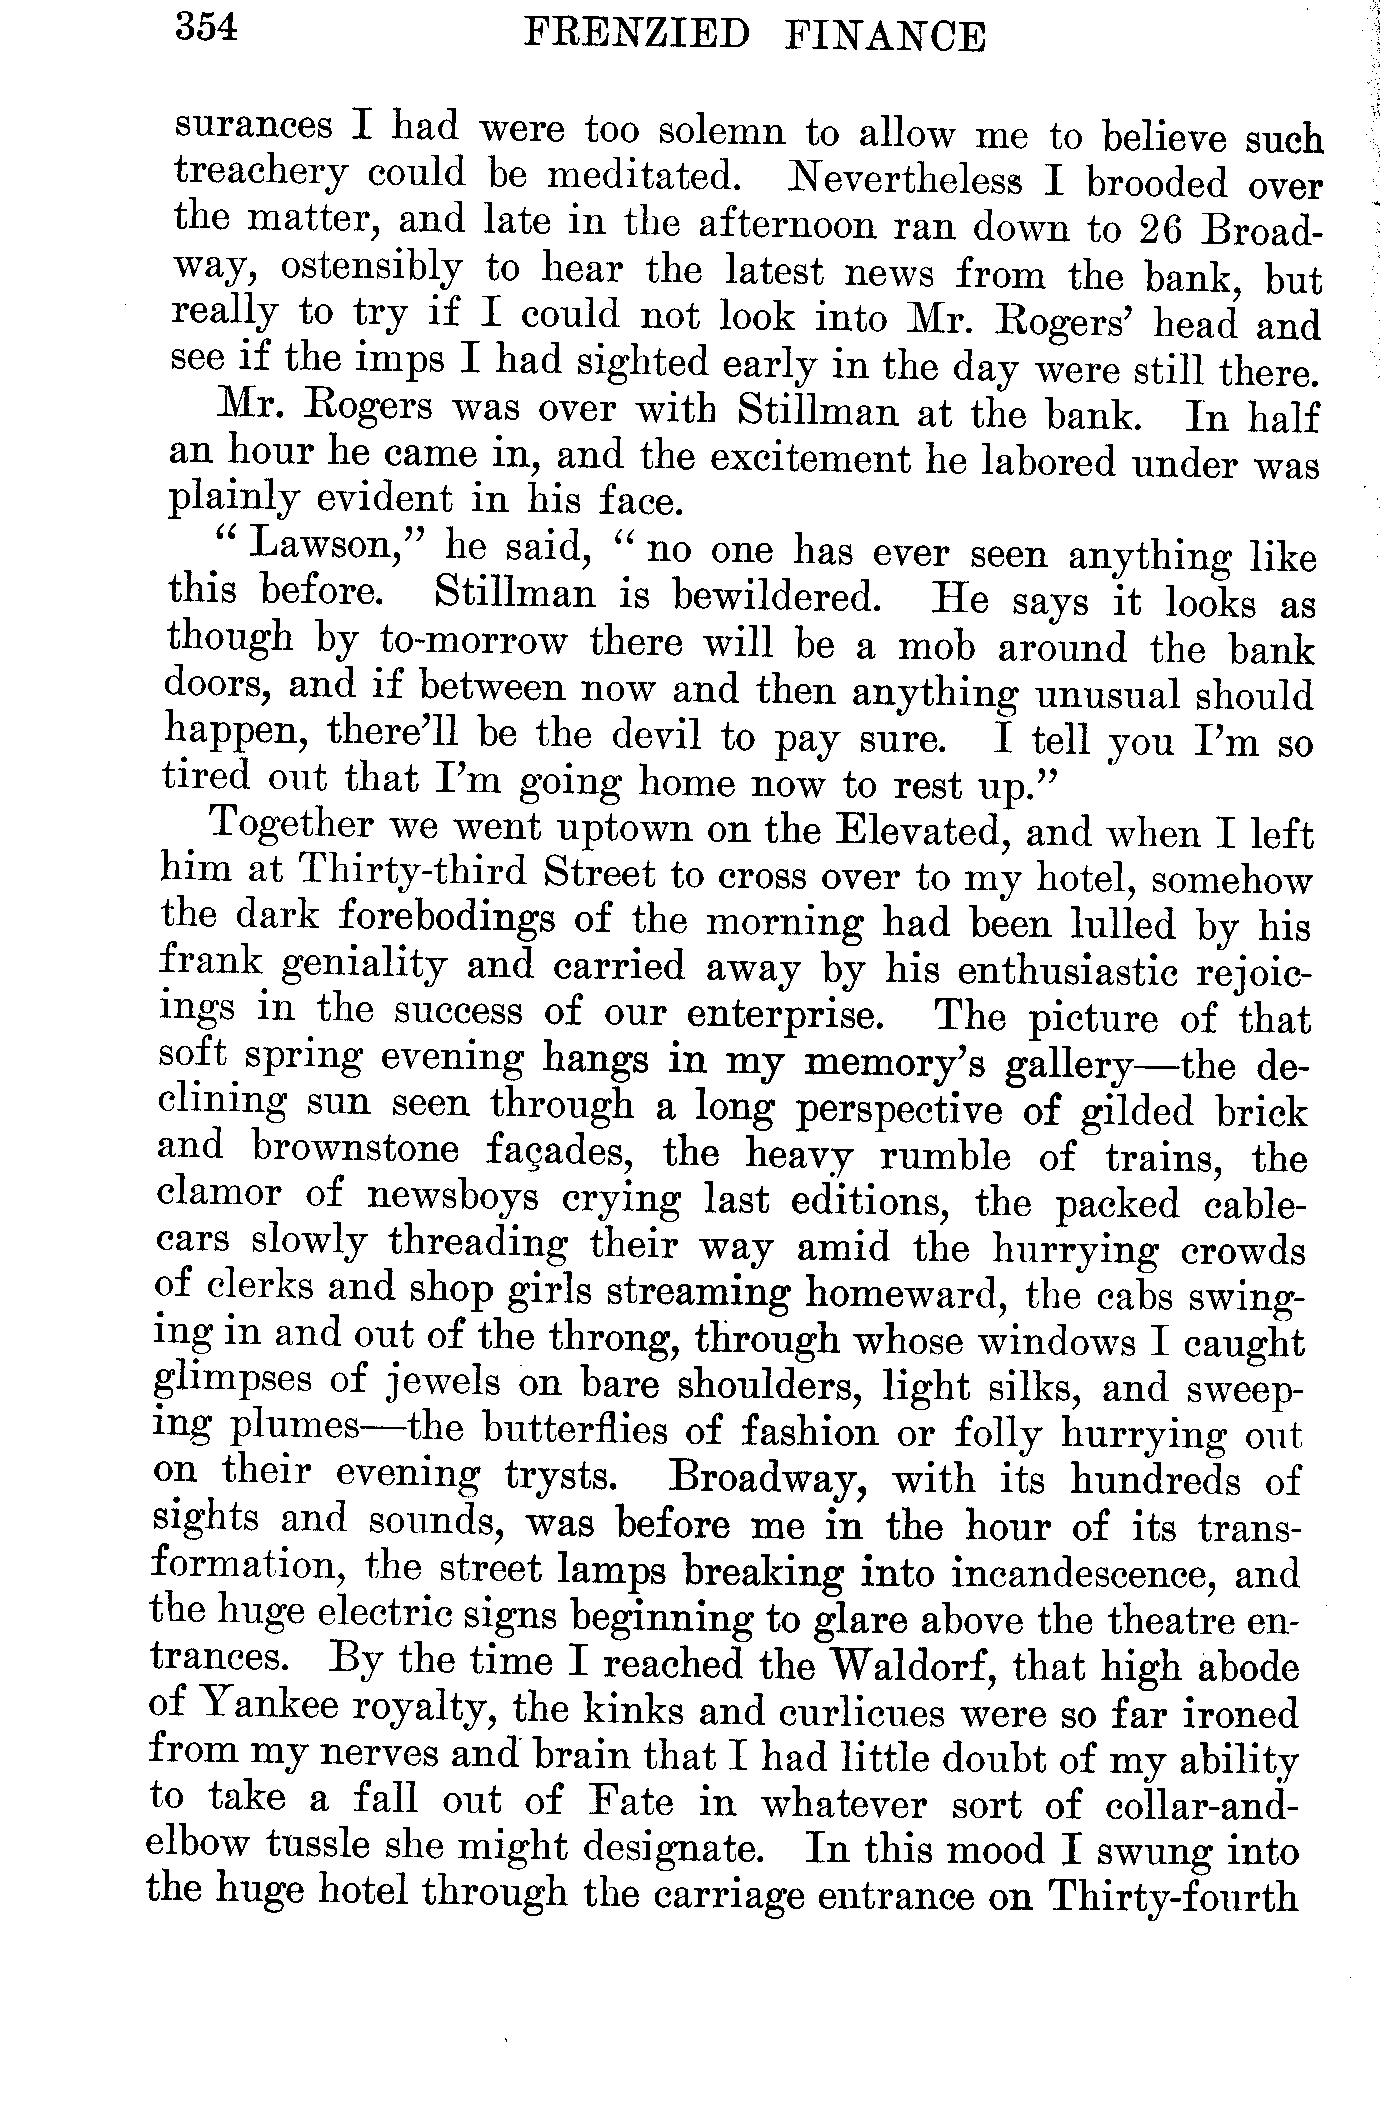 354 FRENZIED FINANCE
surances I had were too solemn to allow me to believe such
treachery could be meditated. Nevertheless I brooded over
the matter, and late in the afternoon ran down to 26 Broad-
way, ostensibly to hear the latest news from the bank, but
really to try if I could not look into Mr. Rogers’ head and
see if the imps I had sighted early in the day were still there.
Mr. Rogers was over with Stillman at the bank. In half
an hour he came in, and the excitement he labored under was
plainly evident in his face.
“ Lawson,” he said, “ no one has ever seen anything like
this before. Stillman is bewildered. He says it looks as
though by to-morrow there will be a mob around the bank
doors, and if between now and then anything unusual should
happen, there’ll be the devil to pay sure. I tell you I’m so
tired out that I’m going home now to rest up.”
Together we went uptown on the Elevated, and when I left
him at Thirty-third Street to cross over to my hotel, somehow
the dark forebodings of the morning had been lulled by his
frank geniality and carried away by his enthusiastic rejoic-
ings in the success of our enterprise. The picture of that
soft spring evening hangs in my memory’s gallery—the de-
clining sun seen through a long perspective of gilded brick
and brownstone façades, the heavy rumble of trains, the
clamor of newsboys crying last editions, the packed cable-
cars slowly threading their way amid the hurrying crowds
of clerks and shop girls streaming homeward, the cabs swing-
ing in and out of the throng, through whose windows I caught
glimpses of jewels on bare shoulders, light silks, and sweep-
ing plumes—the butterflies of fashion or folly hurrying out
on their evening trysts. Broadway, with its hundreds of
sights and sounds, was before me in the hour of its trans-
formation, the street lamps breaking into incandescence, and
the huge electric signs beginning to glare above the theatre en-
trances. By the time I reached the Waldorf, that high abode
of Yankee royalty, the kinks and curlicues were so far ironed
from my nerves and brain that I had little doubt of my ability
to take a fall out of Fate in whatever sort of collar-and-
elbow tussle she might designate. In this mood I swung into
the huge hotel through the carriage entrance on Thirty-fourth